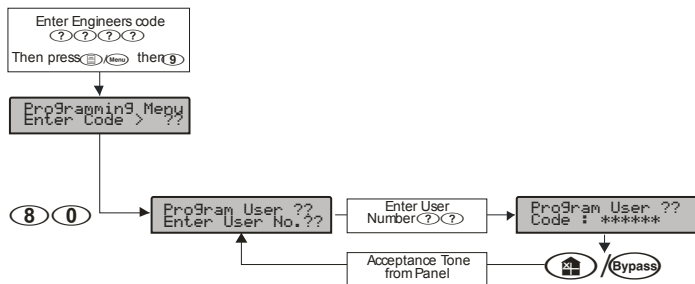 Enter Engineers code
? ? ? ?
Then press /Menu then 9
Programming Menu
Enter Code > ??
8 0
Program User ??
Enter User No.??
Enter User
Number ? ?
Program User ??
Code : ******
Acceptance Tone
from Panel
/Bypass